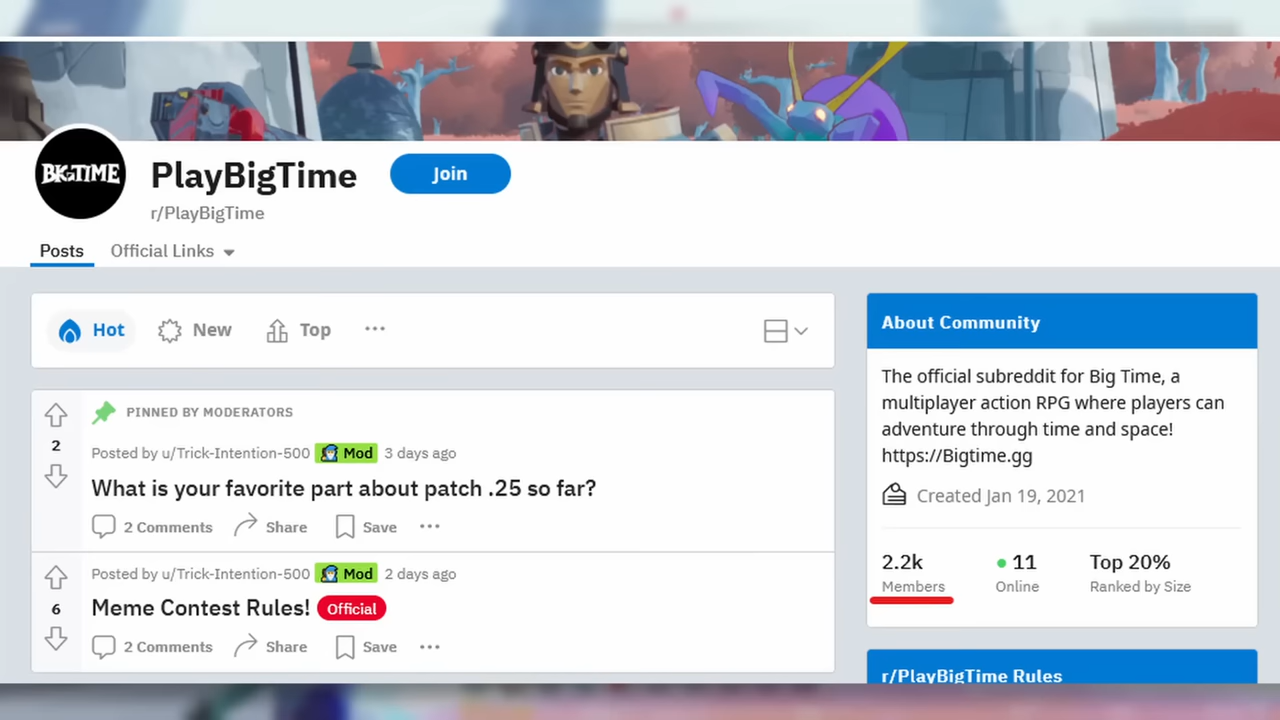 BIGTIME
PlayBigTime
Join
r/PlayBigTime
Posts
Official Links
Hot
New
Top
PINNED BY MODERATORS
2
Posted by u/Trick-Intention-500 Mod 3 days ago
What is your favorite part about patch .25 so far?
2 Comments Share Save
Posted by u/Trick-Intention-500 Mod 2 days ago
6
Meme Contest Rules! Official
2 Comments Share Save
About Community
The official subreddit for Big Time, a
multiplayer action RPG where players can
adventure through time and space!
https://Bigtime.gg
Created Jan 19, 2021
2.2k 11 Top 20%
Members Online Ranked by Size
r/PlayBigTime Rules